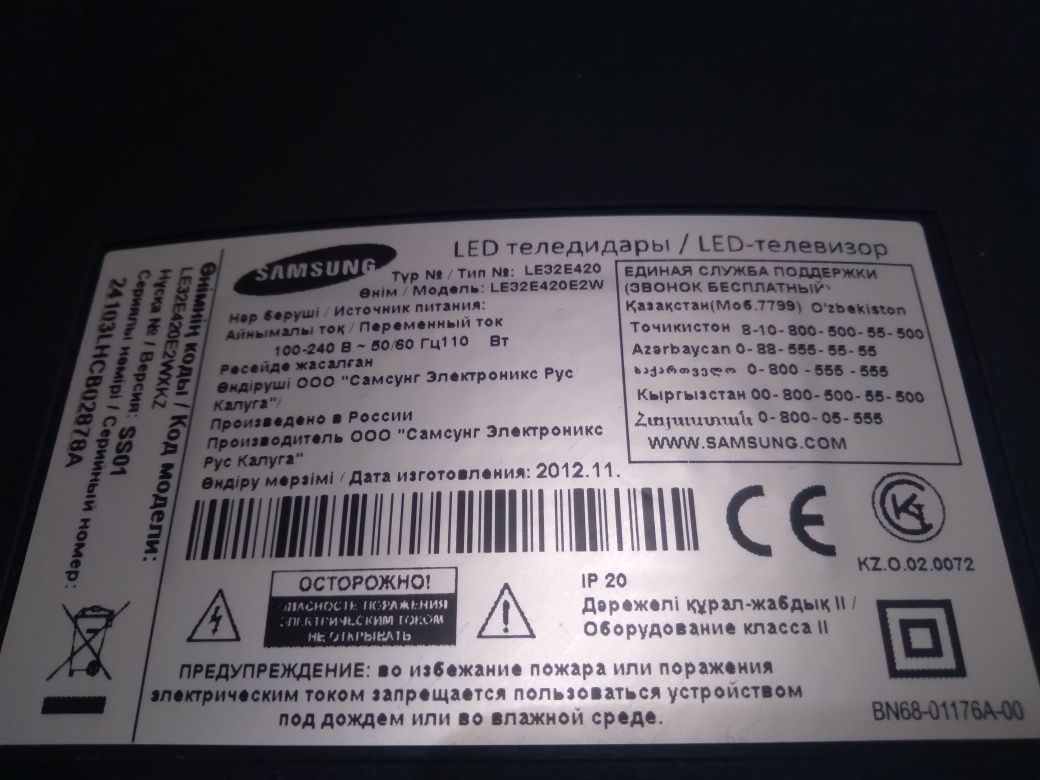 SAMSUNG
LED теледидары / LED-телевизор
Түр № / Тип №: LE32E420
Өнім / Модель: LE32E420E2W
Нәр беруші / Источник питания:
Айнымалы ток / Переменный ток
100-240 В ~ 50/60 Гц110 Вт
Ресейде жасалған
Өндіруші ООО "Самсунг Электроникс Рус
Калуга"/
Произведено в России
Производитель ООО "Самсунг Электроникс
Рус Калуга"
Өндіру мерзімі / Дата изготовления: 2012.11.
ЕДИНАЯ СЛУЖБА ПОДДЕРЖКИ
(ЗВОНОК БЕСПЛАТНЫЙ)
Қазақстан(Моб.7799) O'zbekiston
Точикистон 8-10-800-500-55-500
Azərbaycan 0-88-555-55-55
საქართველო 0-800-555-555
Кыргызстан 00-800-500-55-500
Հայաստան 0-800-05-555
WWW.SAMSUNG.COM
Өнімнің коды / Код модели:
LE32E420E2WXKZ
Нұсқа № / Версия: SS01
Сериялы нөмірі / Серийный номер:
24103LHCB02878A
CE
KZ.O.02.0072
ОСТОРОЖНО!
ОПАСНОСТЬ ПОРАЖЕНИЯ
ЭЛЕКТРИЧЕСКИМ ТОКОМ
НЕ ОТКРЫВАТЬ
IP 20
Дәрежелі құрал-жабдық II /
Оборудование класса II
ПРЕДУПРЕЖДЕНИЕ: во избежание пожара или поражения
электрическим током запрещается пользоваться устройством
под дождем или во влажной среде.
BN68-01176A-00